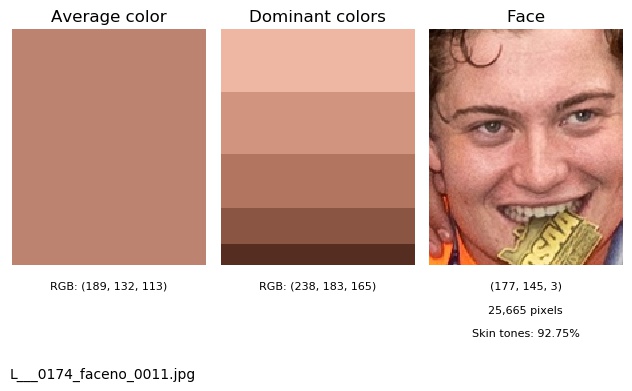 Average color
Dominant colors
Face
RGB: (189, 132, 113)
RGB: (238, 183, 165)
(177, 145, 3)
25,665 pixels
Skin tones: 92.75%
L___0174_faceno_0011.jpg